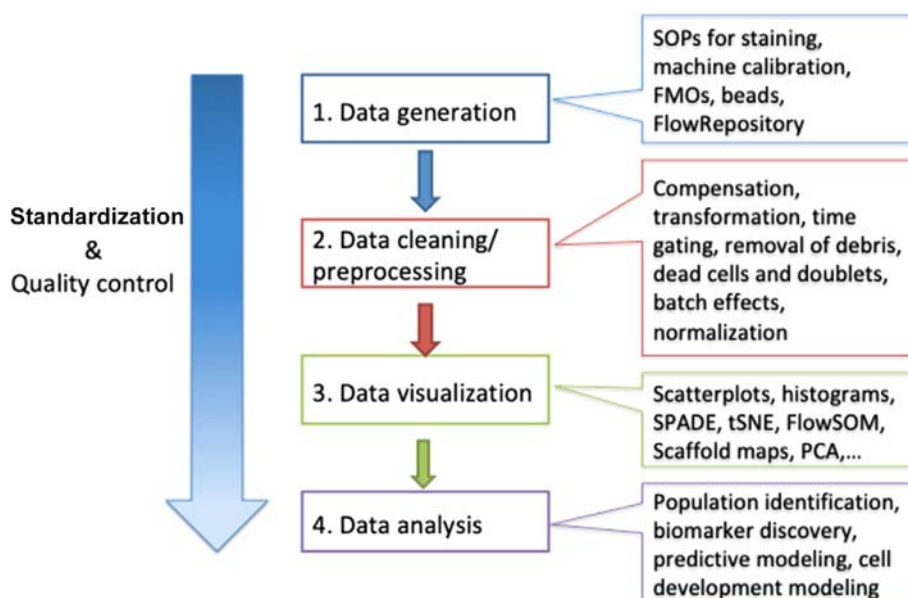 Standardization
&
Quality control
1. Data generation
SOPs for staining,
machine calibration,
FMOs, beads,
FlowRepository
2. Data cleaning/
preprocessing
Compensation,
transformation, time
gating, removal of debris,
dead cells and doublets,
batch effects,
normalization
3. Data visualization
Scatterplots, histograms,
SPADE, tSNE, FlowSOM,
Scaffold maps, PCA,...
4. Data analysis
Population identification,
biomarker discovery,
predictive modeling, cell
development modeling